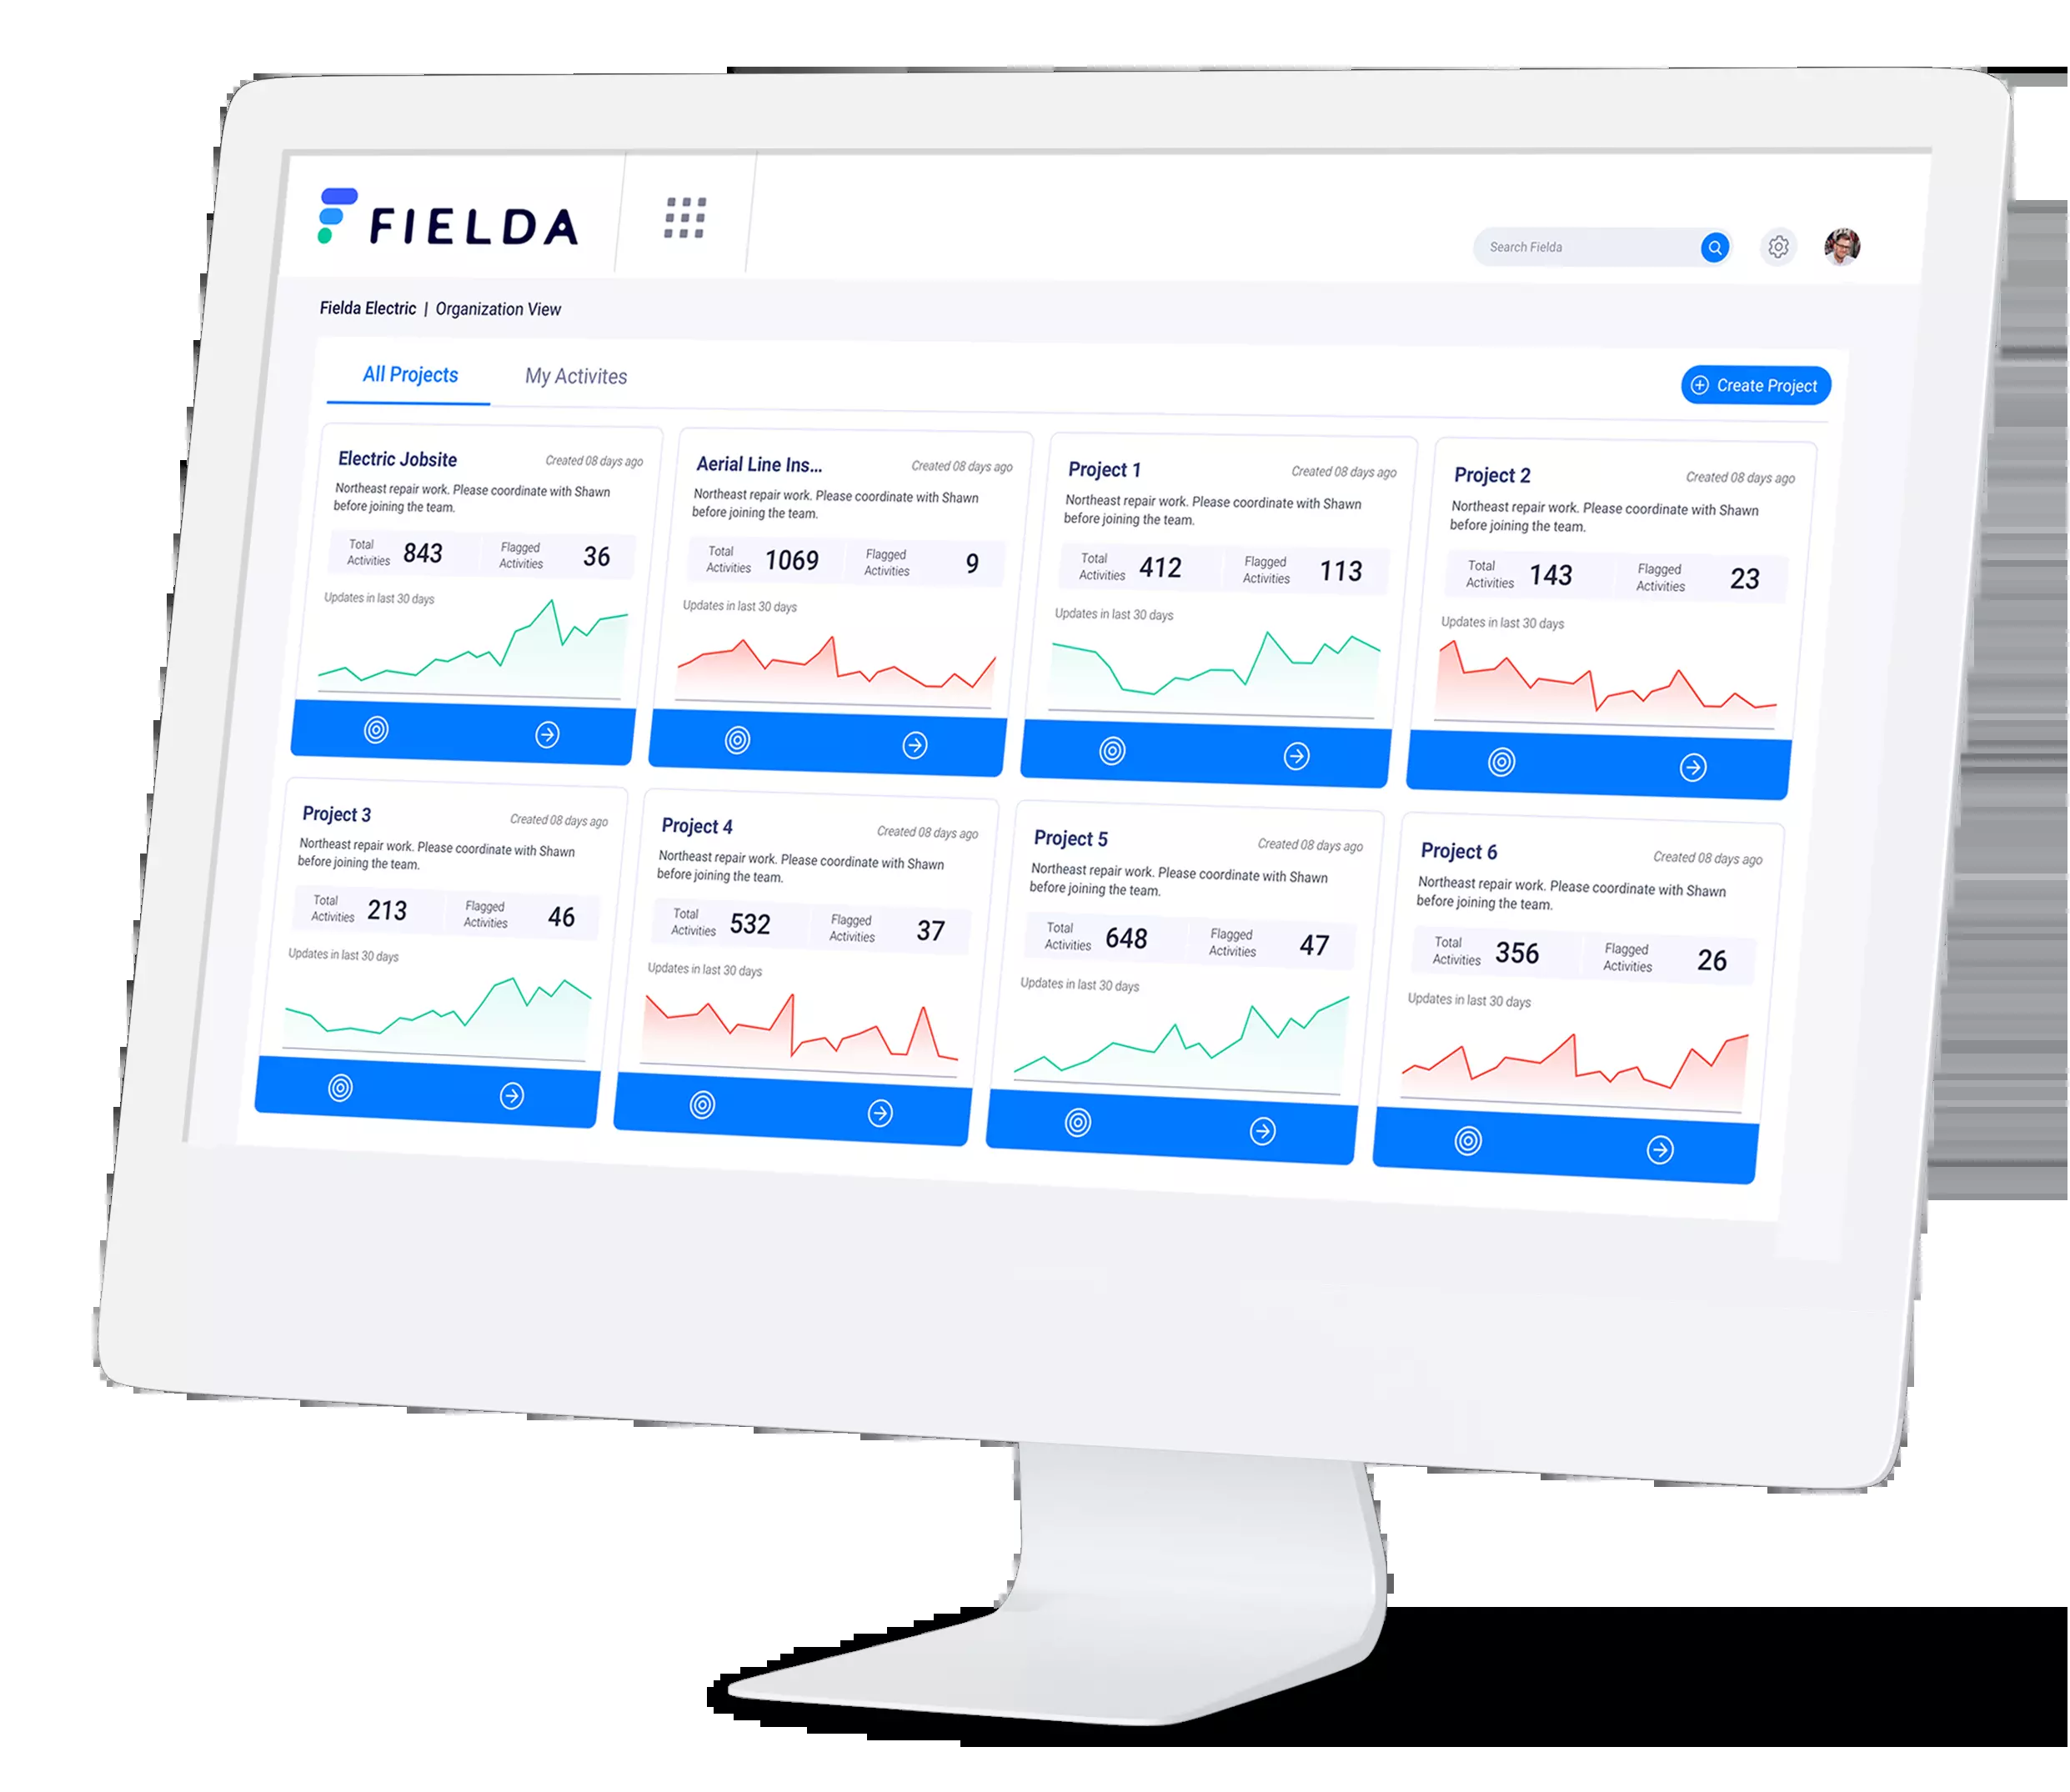 FIELDA
Search Fielda
Fielda Electric | Organization View
All Projects
My Activites
Create Project
Electric Jobsite
Created 08 days ago
Northeast repair work. Please coordinate with Shawn
before joining the team.
Total
Activities
843
Flagged
Activities
36
Updates in last 30 days
Aerial Line Ins...
Created 08 days ago
Northeast repair work. Please coordinate with Shawn
before joining the team.
Total
Activities
1069
Flagged
Activities
9
Updates in last 30 days
Project 1
Created 08 days ago
Northeast repair work. Please coordinate with Shawn
before joining the team.
Total
Activities
412
Flagged
Activities
113
Updates in last 30 days
Project 2
Created 08 days ago
Northeast repair work. Please coordinate with Shawn
before joining the team.
Total
Activities
143
Flagged
Activities
23
Updates in last 30 days
Project 3
Created 08 days ago
Northeast repair work. Please coordinate with Shawn
before joining the team.
Total
Activities
213
Flagged
Activities
46
Updates in last 30 days
Project 4
Created 08 days ago
Northeast repair work. Please coordinate with Shawn
before joining the team.
Total
Activities
532
Flagged
Activities
37
Updates in last 30 days
Project 5
Created 08 days ago
Northeast repair work. Please coordinate with Shawn
before joining the team.
Total
Activities
648
Flagged
Activities
47
Updates in last 30 days
Project 6
Created 08 days ago
Northeast repair work. Please coordinate with Shawn
before joining the team.
Total
Activities
356
Flagged
Activities
26
Updates in last 30 days